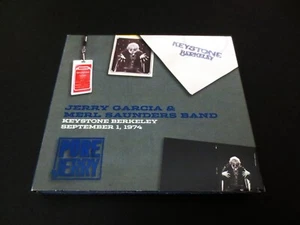 KEYSTONE
BERKELEY
JERRY GARCIA &
MERL SAUNDERS BAND
KEYSTONE BERKELEY
SEPTEMBER 1, 1974
PURE
JERRY